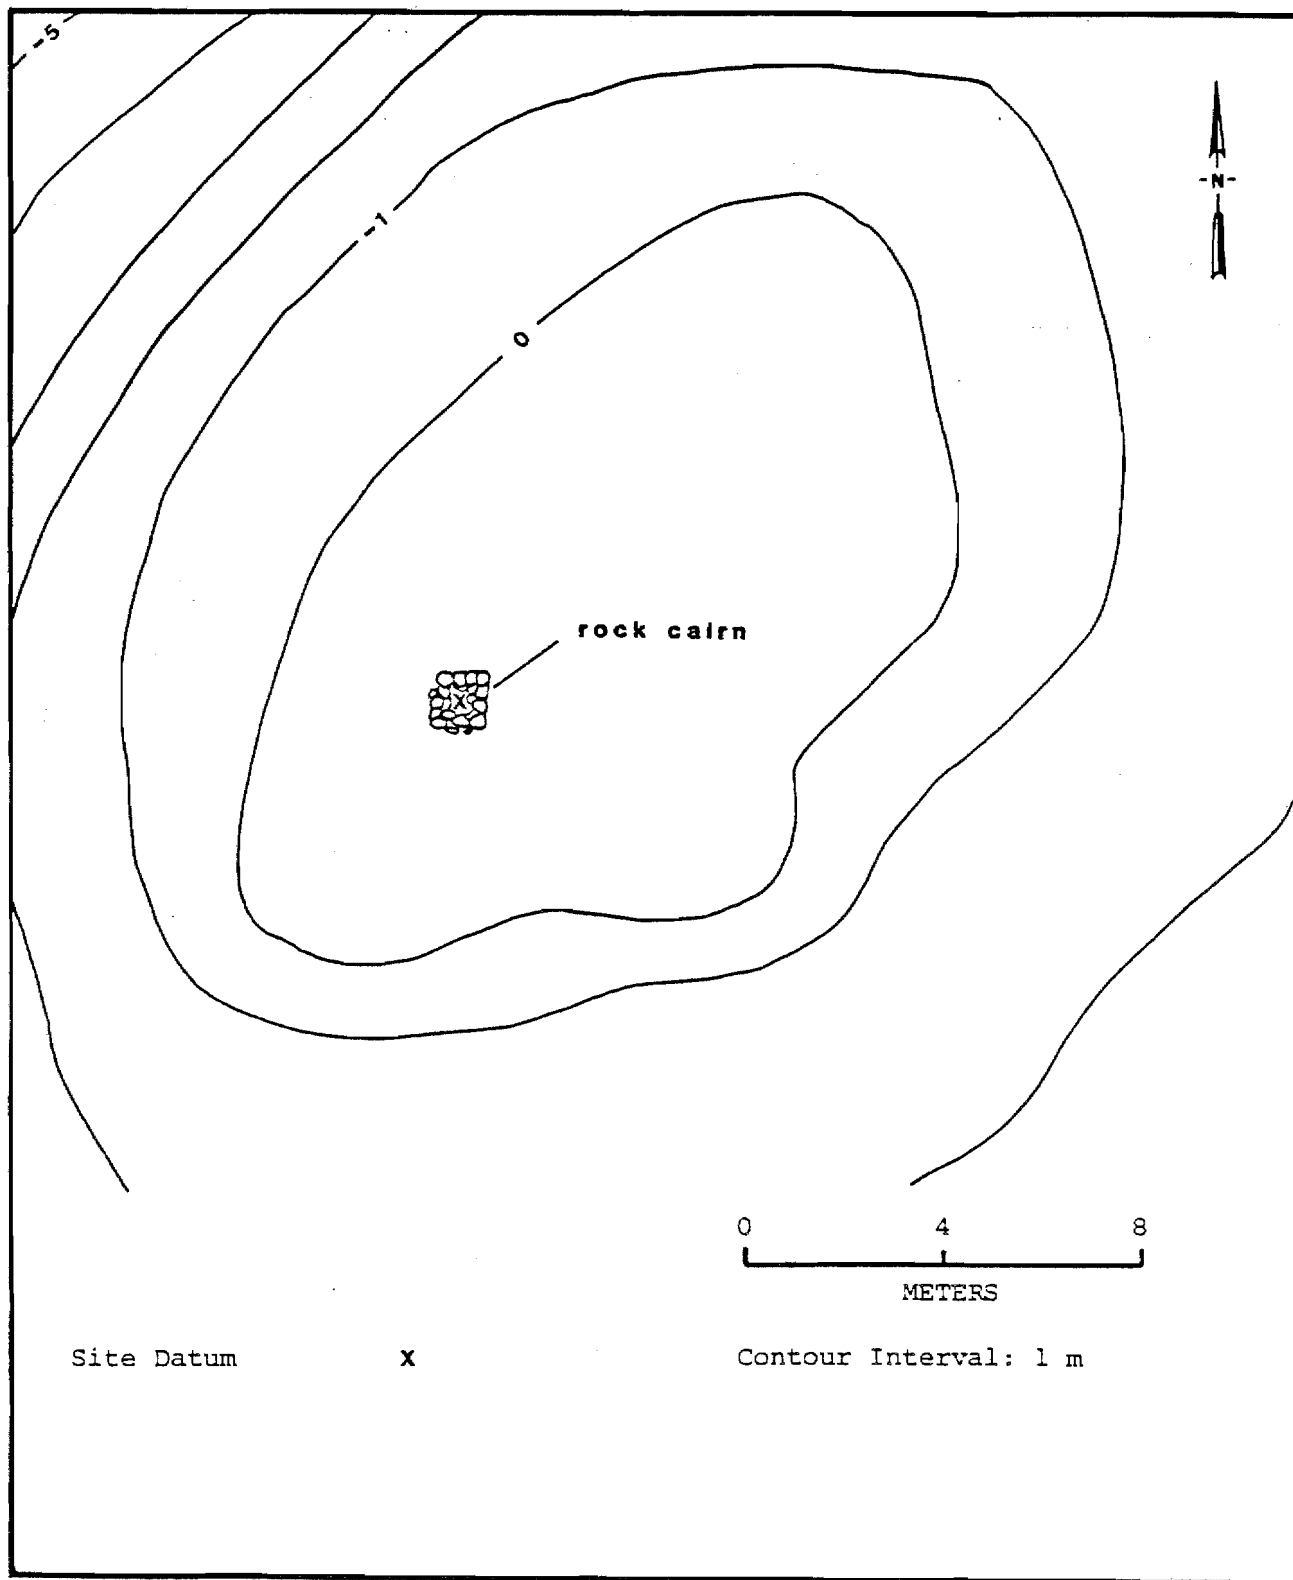 -5
-N-
-1
0
rock cairn
X
0 4 8
METERS
Site Datum X Contour Interval: 1 m